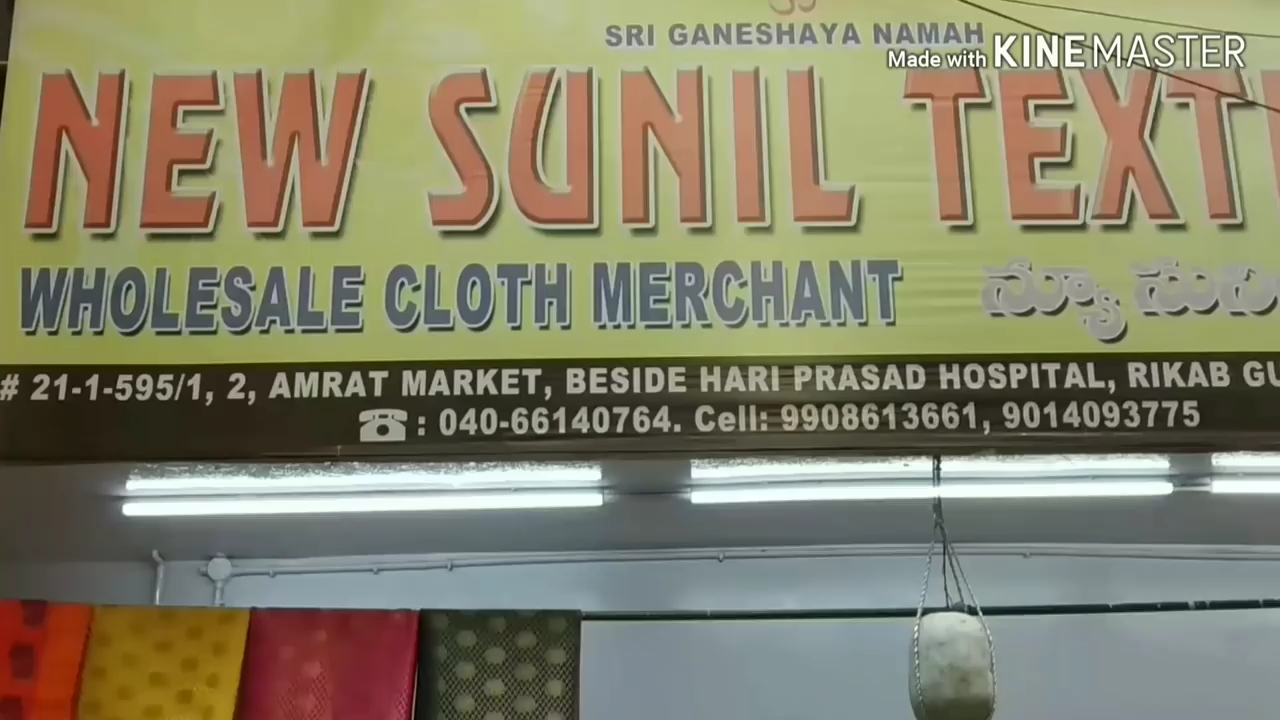 SRI GANESHAYA NAMAH
Made with KINEMASTER
NEW SUNIL TEXTI
WHOLESALE CLOTH MERCHANT న్యూ సుని
# 21-1-595/1, 2, AMRAT MARKET, BESIDE HARI PRASAD HOSPITAL, RIKAB GU
☎ : 040-66140764. Cell: 9908613661, 9014093775